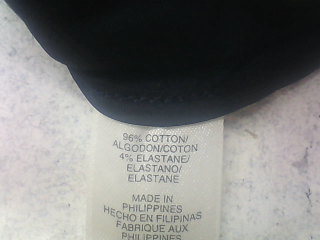 96% COTTON/
ALGODON/COTON
4% ELASTANE/
ELASTANO/
ELASTANE
MADE IN
PHILIPPINES
HECHO EN FILIPINAS
FABRIQUE AUX
PHILIPPINES